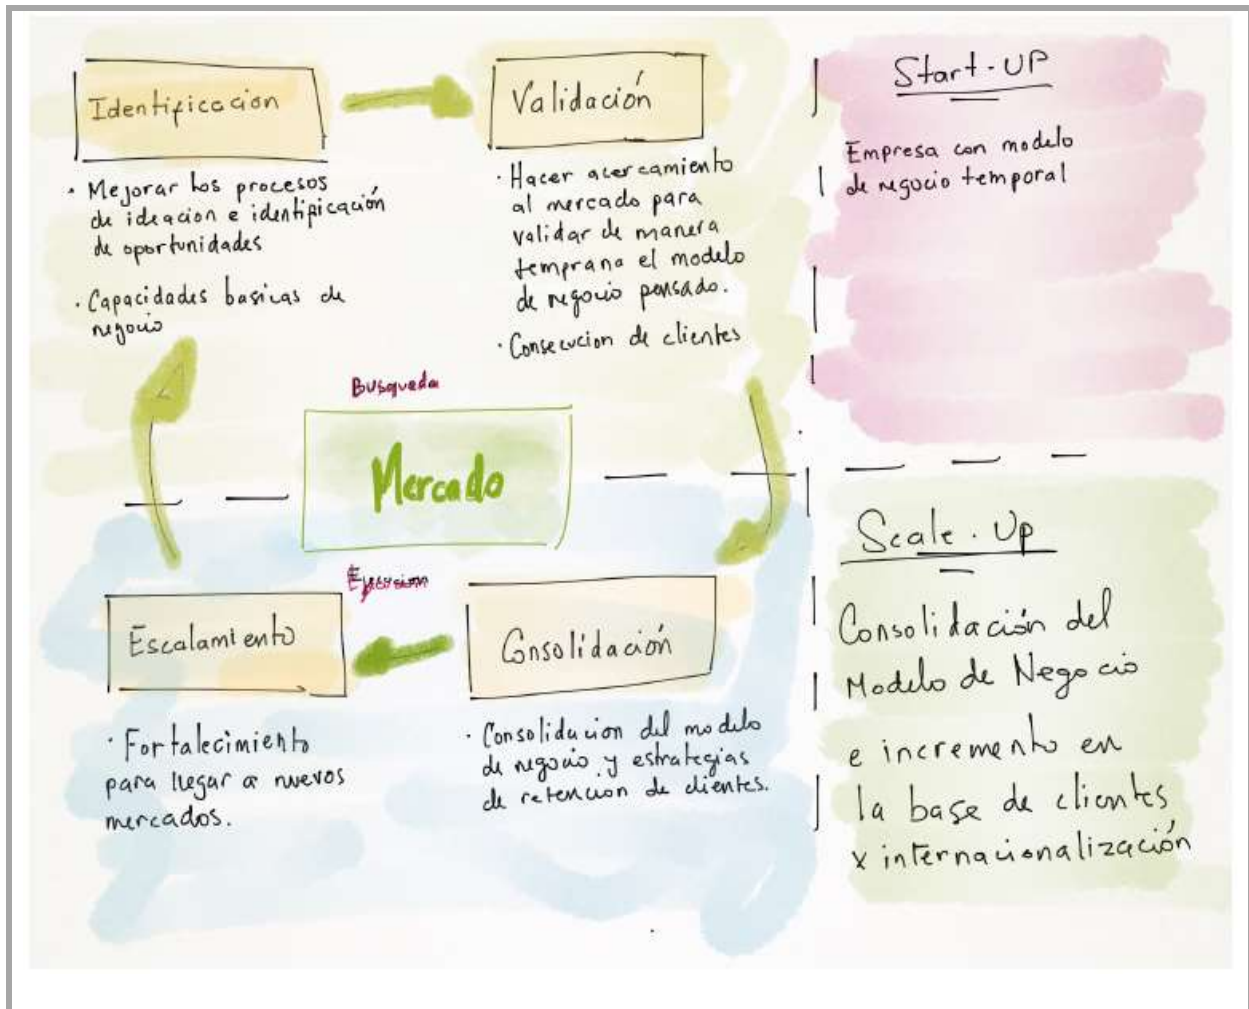 Identificacion
Validación
Start-UP
· Mejorar los procesos
de ideacion e identificación
de oportunidades
· Capacidades basicas de
negocio
· Hacer acercamiento
al mercado para
validar de manera
temprana el modelo
de negocio pensado.
· Consecucion de clientes
Empresa con modelo
de negocio temporal
Busqueda
Mercado
Ejecucion
Escalamiento
Consolidación
Scale-Up
· Fortalecimiento
para llegar a nuevos
mercados.
· Consolidacion del modelo
de negocio y estrategias
de retencion de clientes.
Consolidación del
Modelo de Negocio
e incremento en
la base de clientes
x internacionalización